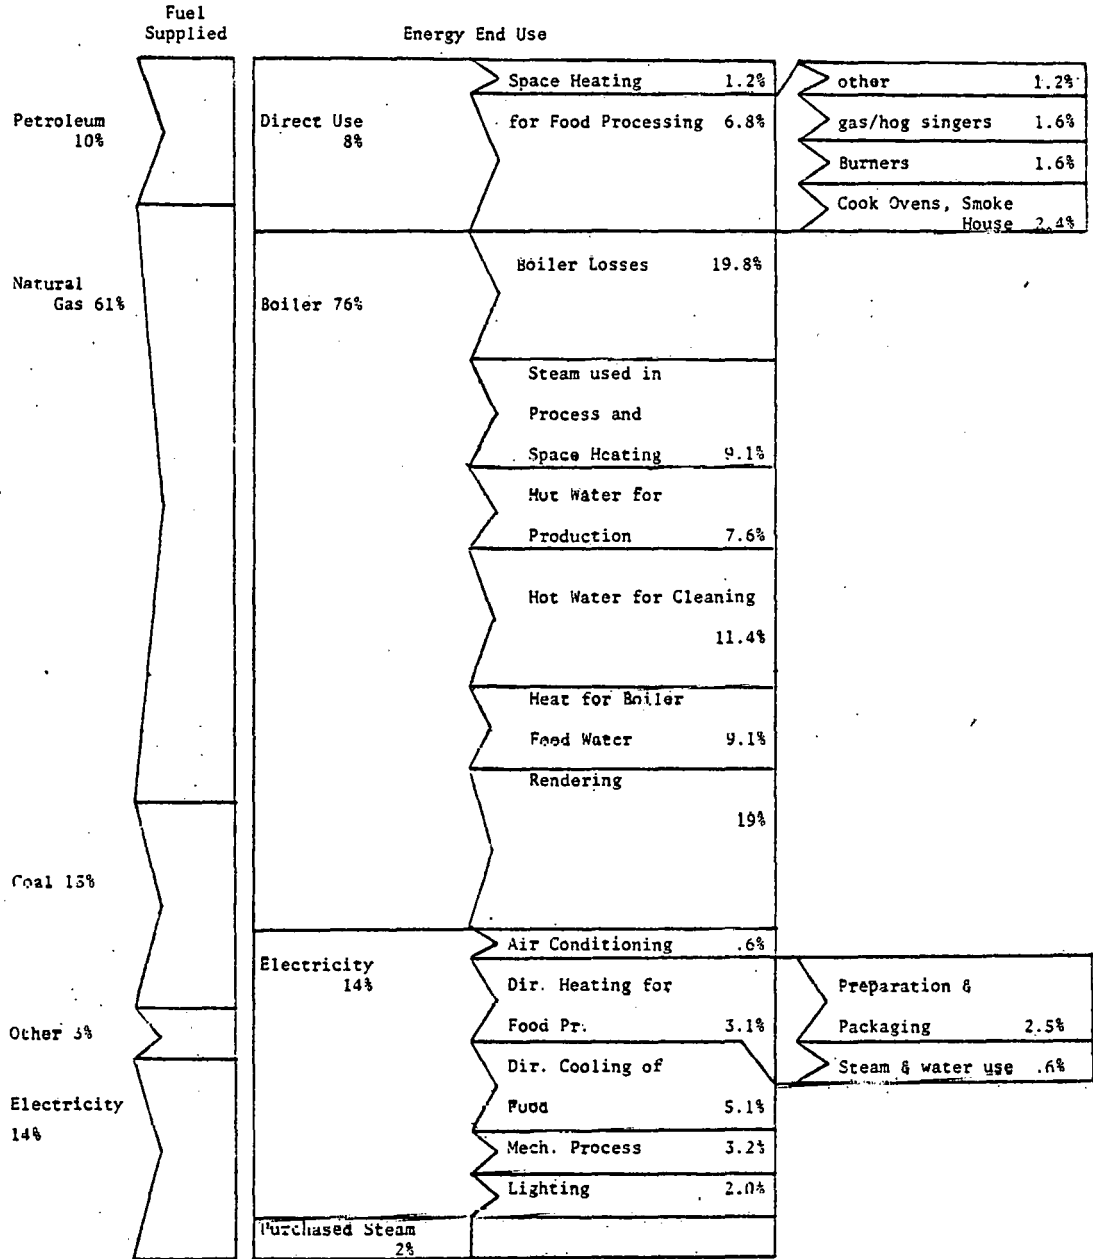 Fuel
Supplied
Energy End Use
Petroleum
10%
Natural
Gas 61%
Coal 13%
Other 3%
Electricity
14%
Direct Use
8%
Boiler 76%
Electricity
14%
Purchased Steam
2%
Space Heating 1.2%
for Food Processing 6.8%
Boiler Losses 19.8%
Steam used in
Process and
Space Heating 9.1%
Hot Water for
Production 7.6%
Hot Water for Cleaning
11.4%
Heat for Boiler
Feed Water 9.1%
Rendering
19%
Air Conditioning .6%
Dir. Heating for
Food Pr. 3.1%
Dir. Cooling of
Food 5.1%
Mech. Process 3.2%
Lighting 2.0%
other 1.2%
gas/hog singers 1.6%
Burners 1.6%
Cook Ovens, Smoke
House 2.4%
Preparation &
Packaging 2.5%
Steam & water use .6%